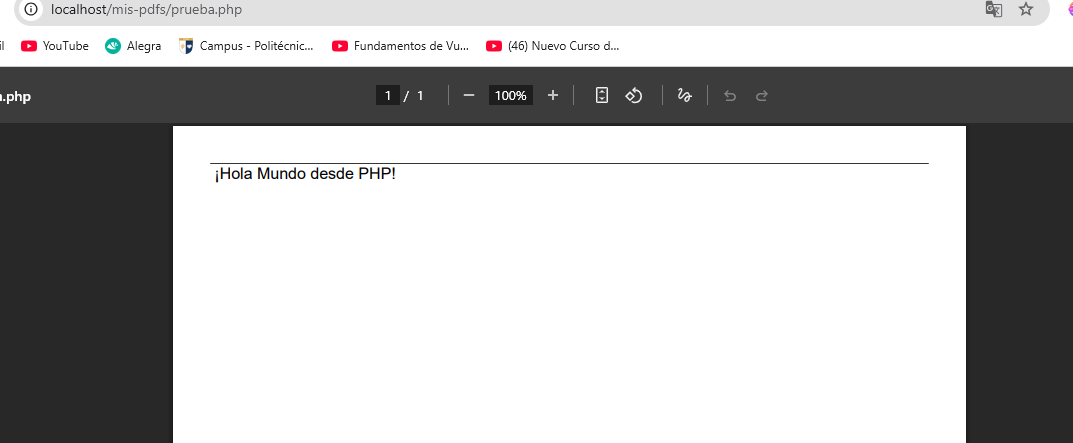 localhost/mis-pdfs/prueba.php
YouTube Alegra Campus - Politécnic... Fundamentos de Vu... (46) Nuevo Curso d...
.php 1 / 1 100%
¡Hola Mundo desde PHP!